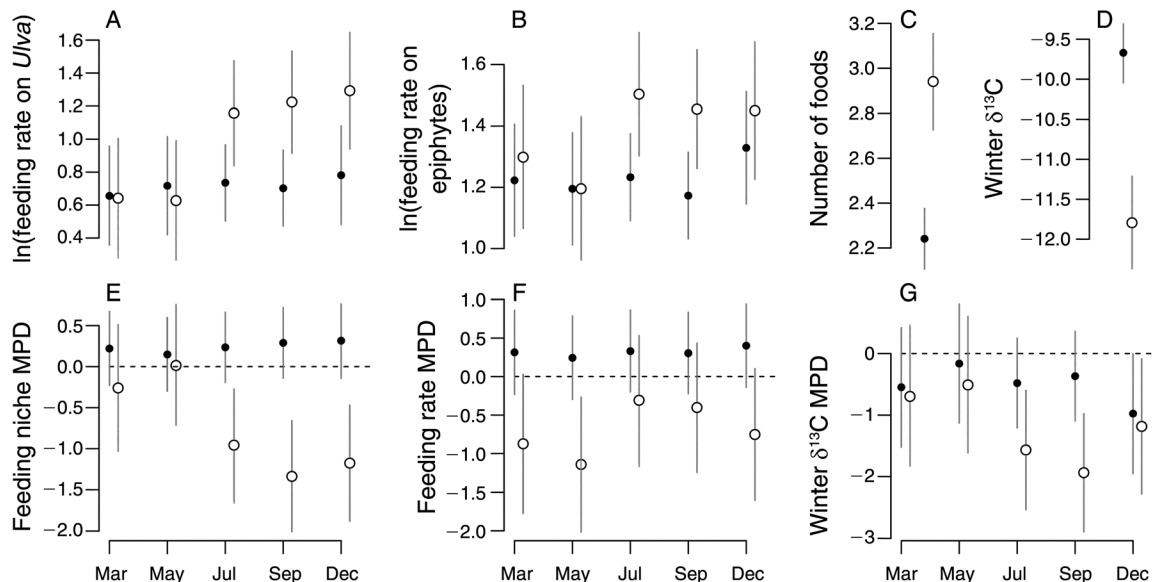 A
ln(feeding rate on Ulva)
1.6
1.4
1.2
1.0
0.8
0.6
0.4
B
ln(feeding rate on
epiphytes)
1.6
1.4
1.2
1.0
C
Number of foods
3.2
3.0
2.8
2.6
2.4
2.2
D
Winter δ¹³C
−9.5
−10.0
−10.5
−11.0
−11.5
−12.0
E
Feeding niche MPD
0.5
0.0
−0.5
−1.0
−1.5
−2.0
Mar May Jul Sep Dec
F
Feeding rate MPD
1.0
0.5
0.0
−0.5
−1.0
−1.5
−2.0
Mar May Jul Sep Dec
G
Winter δ¹³C MPD
0
−1
−2
−3
Mar May Jul Sep Dec